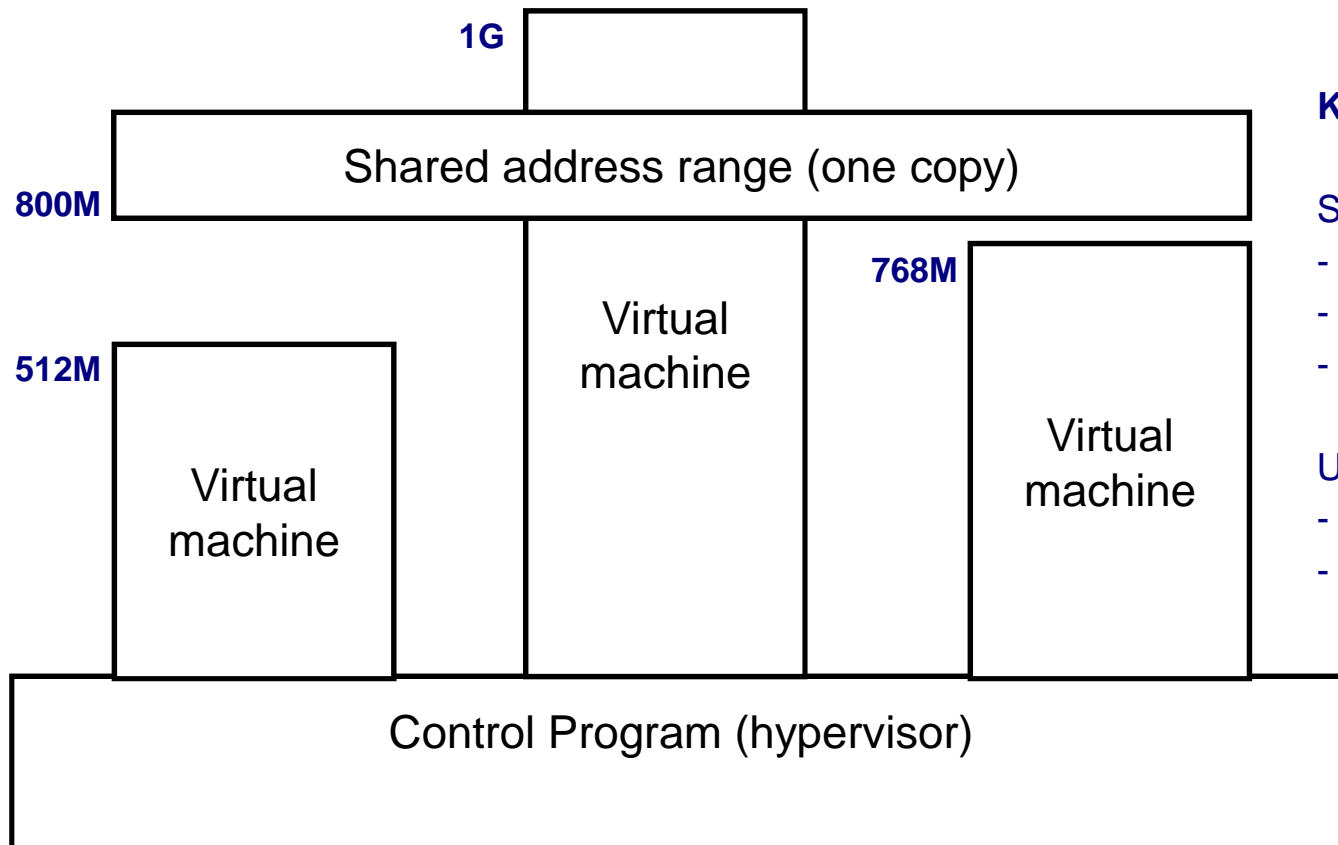 1G
K
Shared address range (one copy)
800M
S
-
768M
-
Virtual
machine
512M
-
Virtual
machine
U
Virtual
machine
-
-
Control Program (hypervisor)